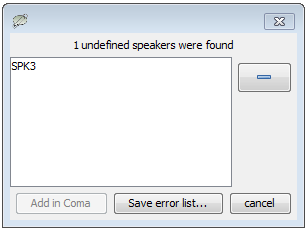 1 undefined speakers were found
SPK3
Add in Coma
Save error list...
cancel